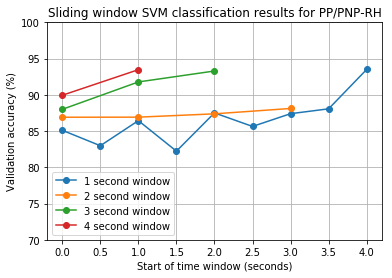 Sliding window SVM classification results for PP/PNP-RH
Validation accuracy (%)
100
95
90
85
80
75
70
1 second window
2 second window
3 second window
4 second window
0.0 0.5 1.0 1.5 2.0 2.5 3.0 3.5 4.0
Start of time window (seconds)